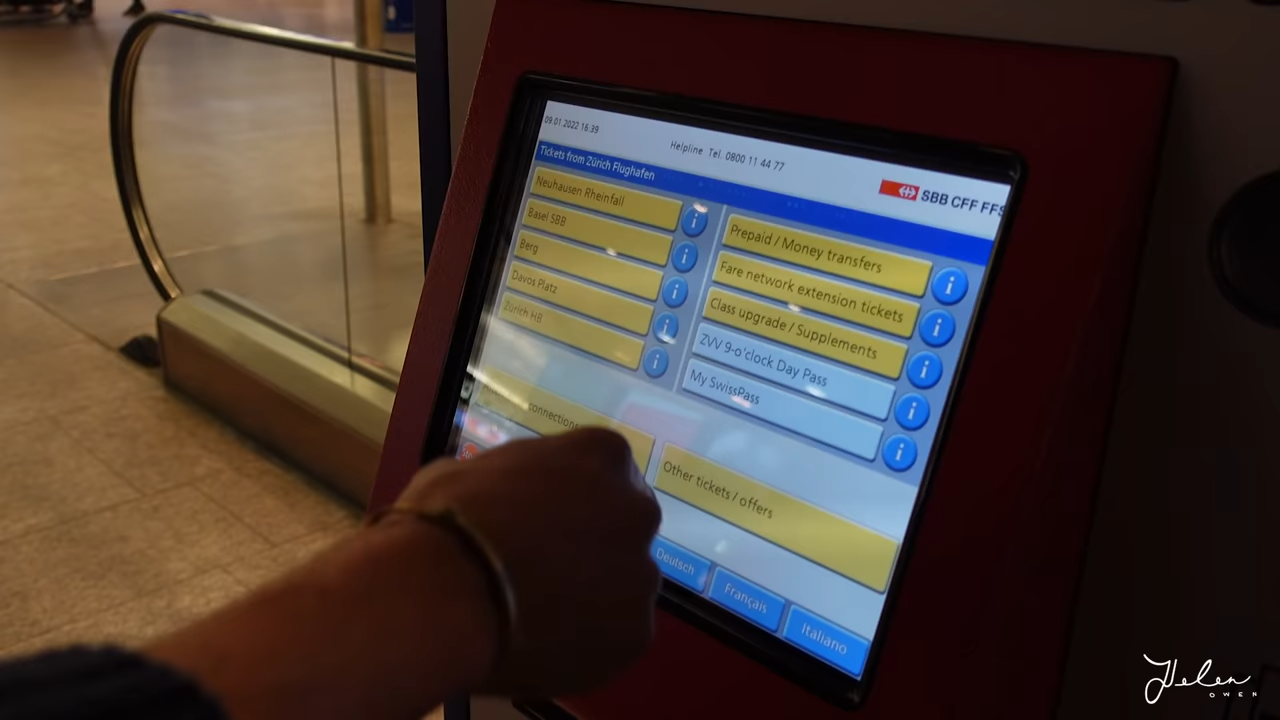 09.01.2022 16:39
Helpline Tel. 0800 11 44 77
SBB CFF FFS
Tickets from Zürich Flughafen
Neuhausen Rheinfall
Basel SBB
Berg
Davos Platz
Zürich HB
Prepaid / Money transfers
Fare network extension tickets
Class upgrade / Supplements
ZVV 9-o'clock Day Pass
My SwissPass
connections
Other tickets / offers
Deutsch
Français
Italiano
Helen
OWEN